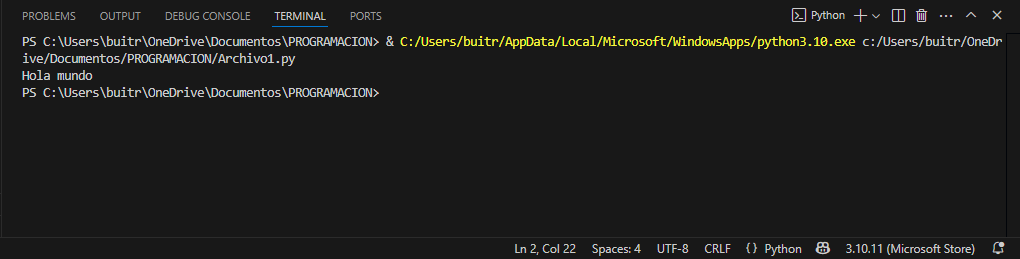 PROBLEMS OUTPUT DEBUG CONSOLE TERMINAL PORTS Python
PS C:\Users\buitr\OneDrive\Documentos\PROGRAMACION> & C:/Users/buitr/AppData/Local/Microsoft/WindowsApps/python3.10.exe c:/Users/buitr/OneDr
ive/Documentos/PROGRAMACION/Archivo1.py
Hola mundo
PS C:\Users\buitr\OneDrive\Documentos\PROGRAMACION>
Ln 2, Col 22 Spaces: 4 UTF-8 CRLF {} Python 3.10.11 (Microsoft Store)